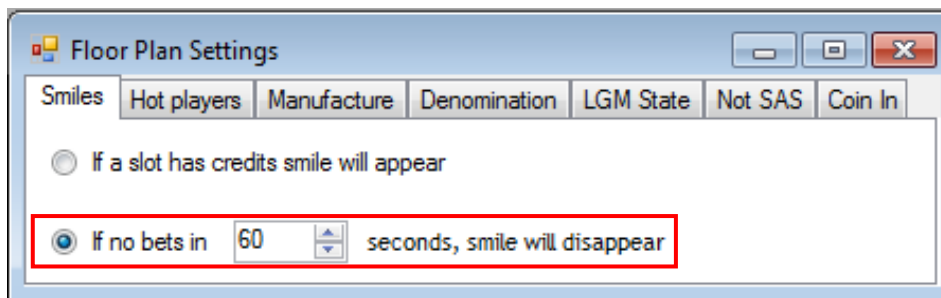 Floor Plan Settings
Smiles Hot players Manufacture Denomination LGM State Not SAS Coin In
If a slot has credits smile will appear
If no bets in 60 seconds, smile will disappear